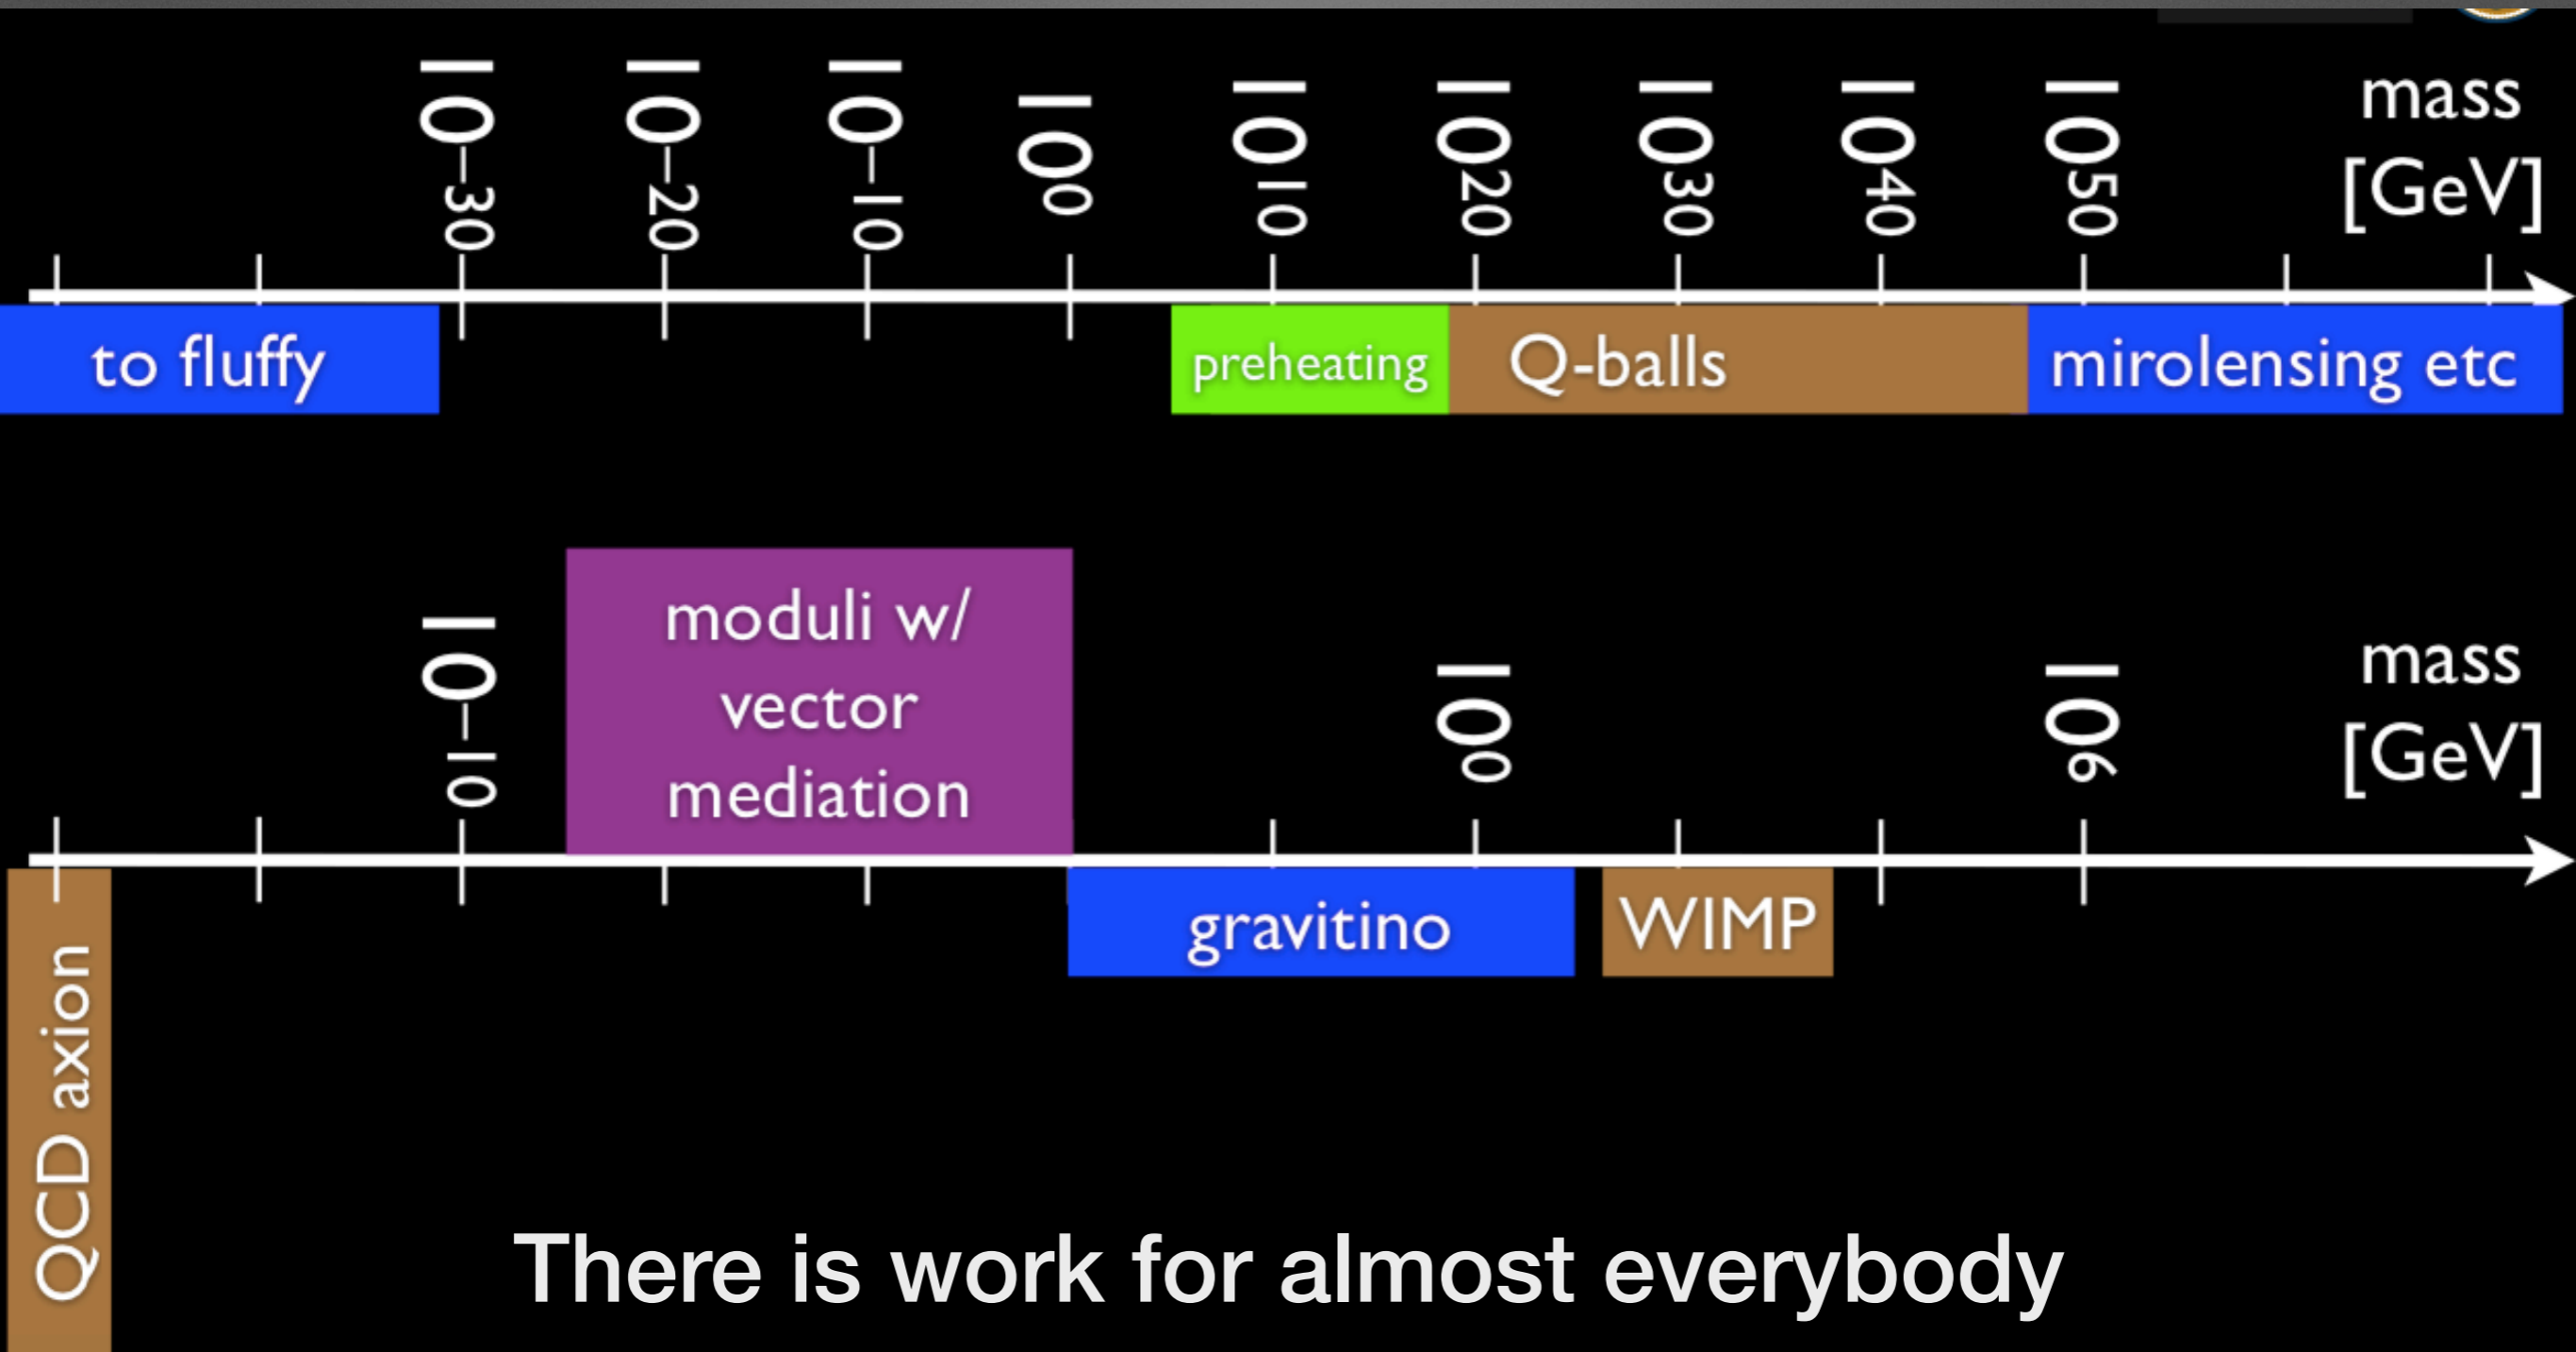 10⁻³⁰ 10⁻²⁰ 10⁻¹⁰ 10⁰ 10¹⁰ 10²⁰ 10³⁰ 10⁴⁰ 10⁵⁰
mass
[GeV]
to fluffy
preheating
Q-balls
mirolensing etc
moduli w/
vector
mediation
10⁻¹⁰ 10⁰ 10⁶
mass
[GeV]
gravitino
WIMP
QCD axion
There is work for almost everybody